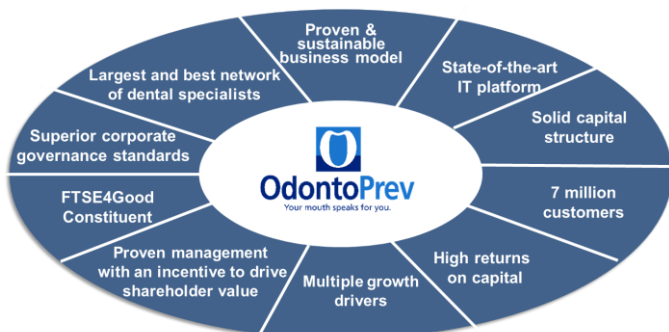 Proven &
sustainable
business model
State-of-the-art
IT platform
Solid capital
structure
7 million
customers
High returns
on capital
Multiple growth
drivers
Proven management
with an incentive to drive
shareholder value
FTSE4Good
Constituent
Superior corporate
governance standards
Largest and best network
of dental specialists
OdontoPrev
Your mouth speaks for you.